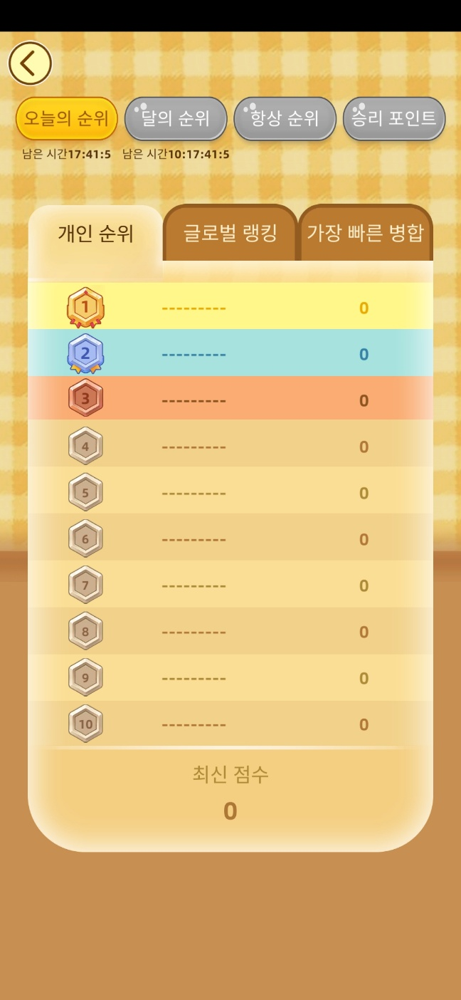 오늘의 순위 달의 순위 항상 순위 승리 포인트
남은 시간17:41:5 남은 시간10:17:41:5
개인 순위 글로벌 랭킹 가장 빠른 병합
1 --------- 0
2 --------- 0
3 --------- 0
4 --------- 0
5 --------- 0
6 --------- 0
7 --------- 0
8 --------- 0
9 --------- 0
10 --------- 0
최신 점수
0